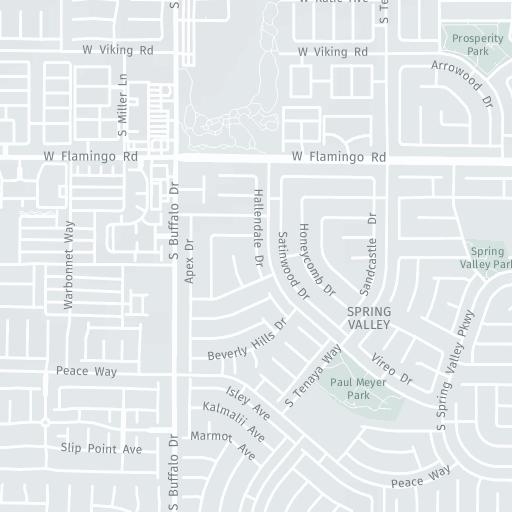 W Katie Ave
S
S Te
W Viking Rd
W Viking Rd
Prosperity
Park
Arrowood Dr
S Miller Ln
W Flamingo Rd
W Flamingo Rd
S Buffalo Dr
Apex Dr
Hallendale Dr
Satinwood Dr
Honeycomb Dr
Sandcastle Dr
Warbonnet Way
Spring
Valley Park
SPRING
VALLEY
Beverly Hills Dr
S Tenaya Way
Vireo Dr
S Spring Valley Pkwy
Peace Way
Paul Meyer
Park
Isley Ave
Kalmalii Ave
Marmot Ave
Slip Point Ave
S Buffalo Dr
Peace Way